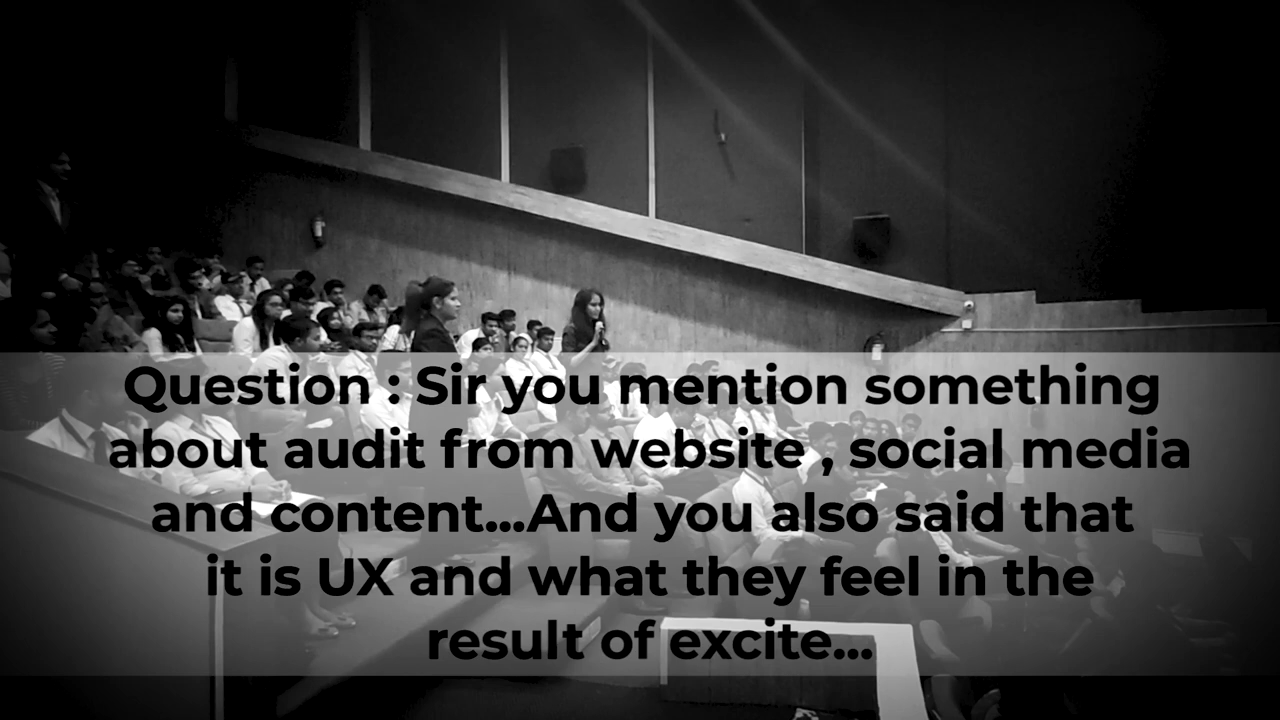 Question : Sir you mention something
about audit from website , social media
and content...And you also said that
it is UX and what they feel in the
result of excite...